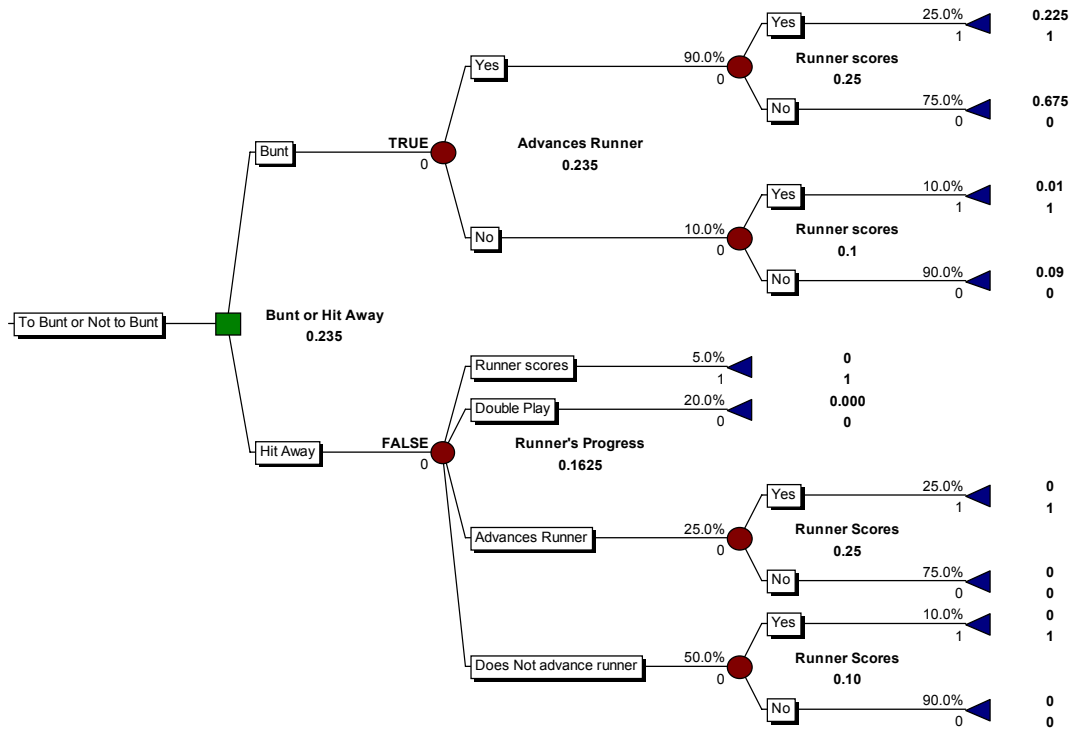 Yes
25.0%
1
0.225
1
Runner scores
0.25
Yes
90.0%
0
No
75.0%
0
0.675
0
Bunt
TRUE
0
Advances Runner
0.235
Yes
10.0%
1
0.01
1
Runner scores
0.1
No
10.0%
0
No
90.0%
0
0.09
0
To Bunt or Not to Bunt
Bunt or Hit Away
0.235
Runner scores
5.0%
1
0
1
Double Play
20.0%
0
0.000
0
Hit Away
FALSE
0
Runner's Progress
0.1625
Yes
25.0%
1
0
1
Runner Scores
0.25
Advances Runner
25.0%
0
No
75.0%
0
0
0
Yes
10.0%
1
0
1
Runner Scores
0.10
Does Not advance runner
50.0%
0
No
90.0%
0
0
0